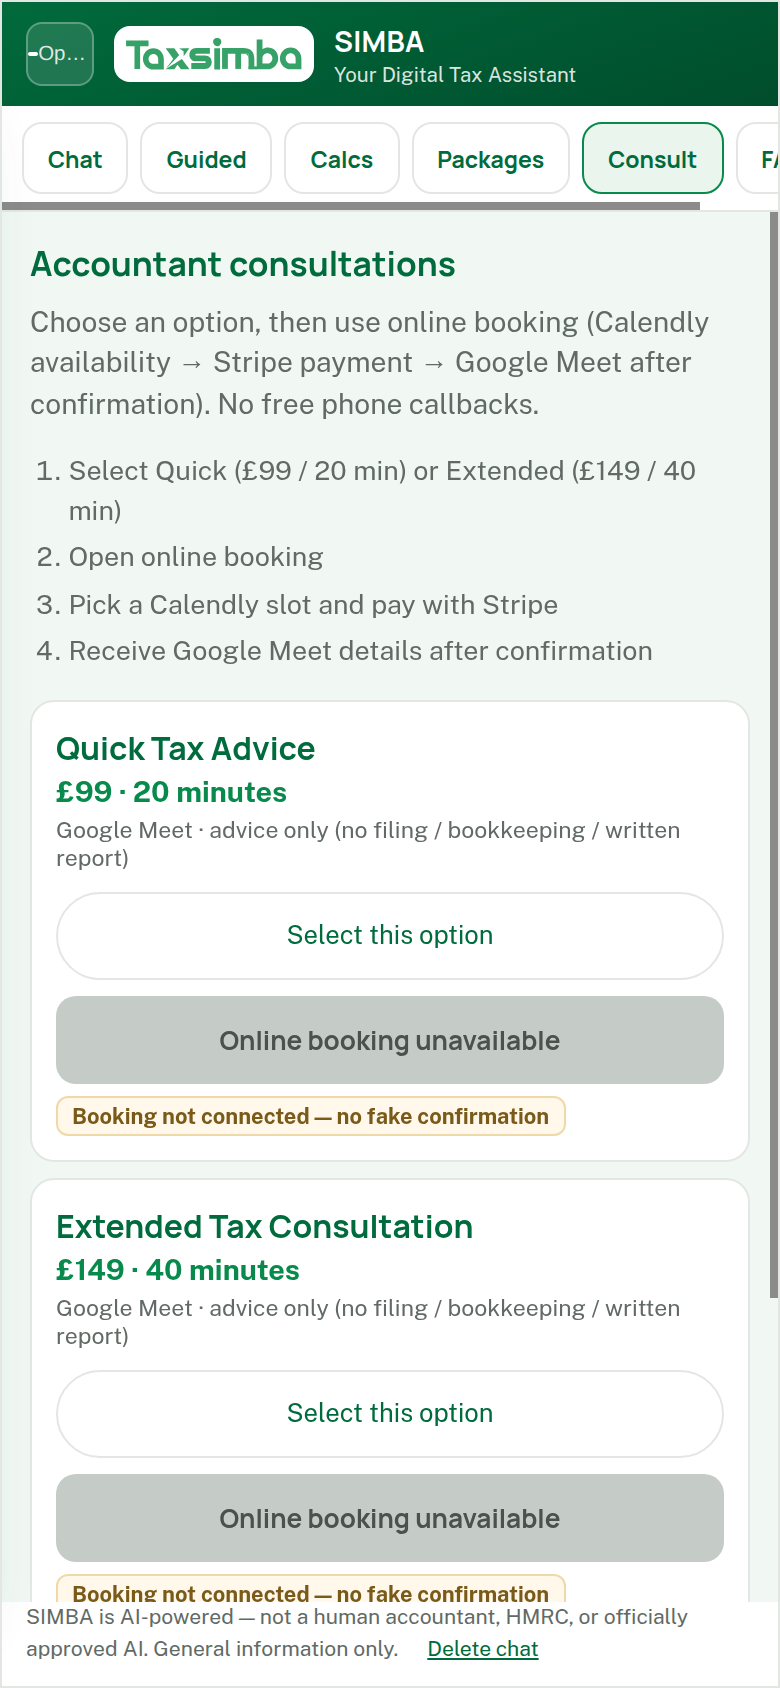 Op...
Taxsimba
SIMBA
Your Digital Tax Assistant
Chat
Guided
Calcs
Packages
Consult
Accountant consultations
Choose an option, then use online booking (Calendly
availability → Stripe payment → Google Meet after
confirmation). No free phone callbacks.
1. Select Quick (£99 / 20 min) or Extended (£149 / 40
min)
2. Open online booking
3. Pick a Calendly slot and pay with Stripe
4. Receive Google Meet details after confirmation
Quick Tax Advice
£99 · 20 minutes
Google Meet · advice only (no filing / bookkeeping / written
report)
Select this option
Online booking unavailable
Booking not connected — no fake confirmation
Extended Tax Consultation
£149 · 40 minutes
Google Meet · advice only (no filing / bookkeeping / written
report)
Select this option
Online booking unavailable
Booking not connected — no fake confirmation
SIMBA is AI-powered — not a human accountant, HMRC, or officially
approved AI. General information only. Delete chat